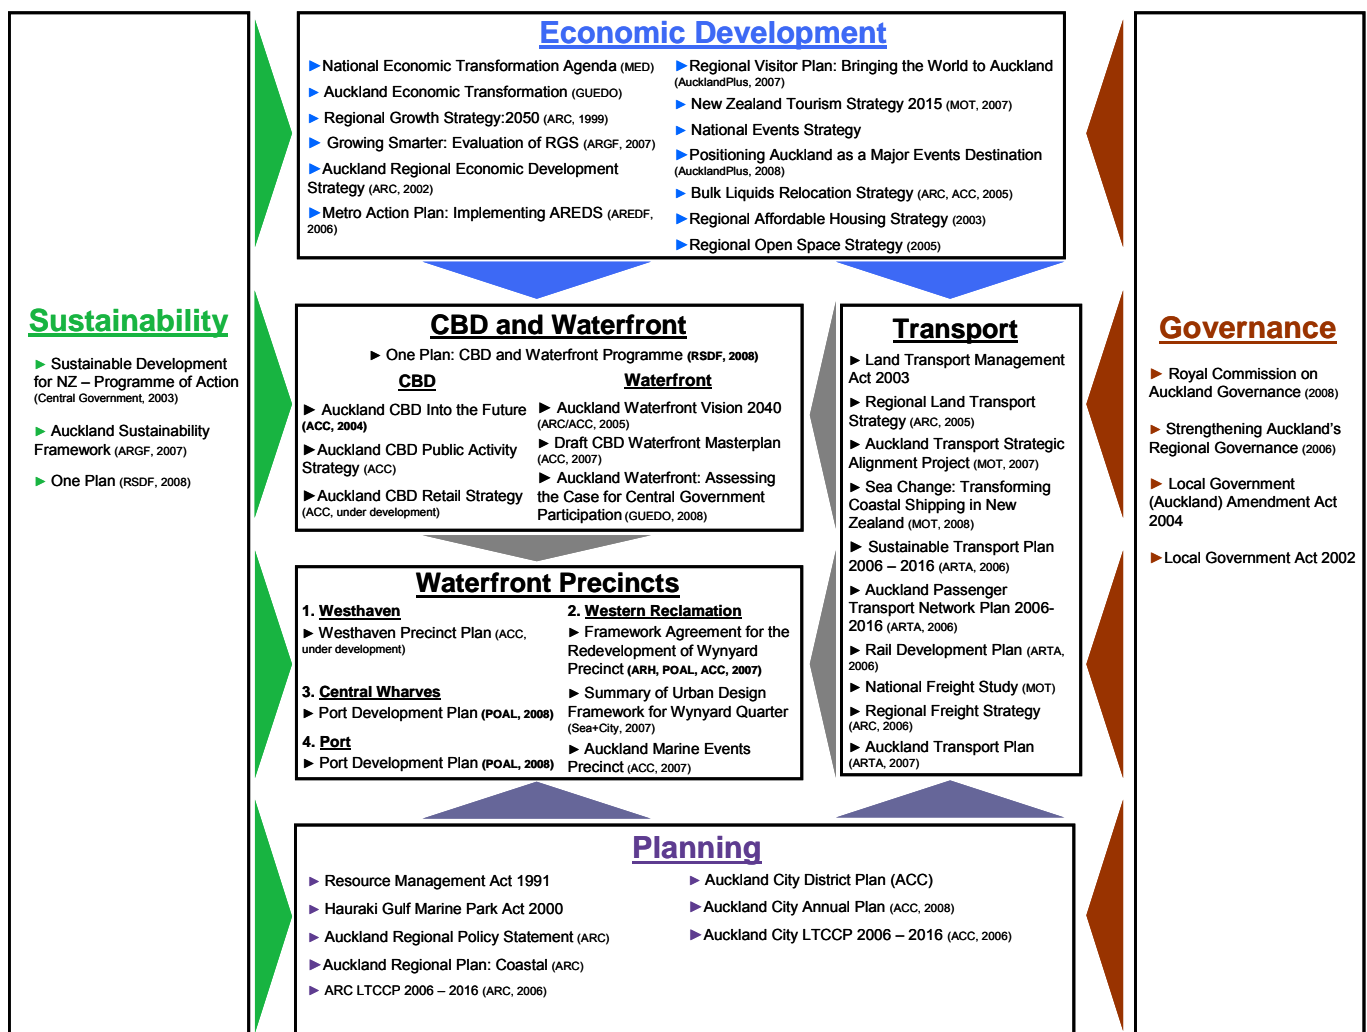 Economic Development
►National Economic Transformation Agenda (MED)
► Auckland Economic Transformation (GUEDO)
► Regional Growth Strategy:2050 (ARC, 1999)
► Growing Smarter: Evaluation of RGS (ARGF, 2007)
►Auckland Regional Economic Development
Strategy (ARC, 2002)
►Metro Action Plan: Implementing AREDS (AREDF,
2006)
►Regional Visitor Plan: Bringing the World to Auckland
(AucklandPlus, 2007)
► New Zealand Tourism Strategy 2015 (MOT, 2007)
► National Events Strategy
►Positioning Auckland as a Major Events Destination
(AucklandPlus, 2008)
► Bulk Liquids Relocation Strategy (ARC, ACC, 2005)
►Regional Affordable Housing Strategy (2003)
►Regional Open Space Strategy (2005)
Sustainability
► Sustainable Development
for NZ – Programme of Action
(Central Government, 2003)
► Auckland Sustainability
Framework (ARGF, 2007)
► One Plan (RSDF, 2008)
CBD and Waterfront
► One Plan: CBD and Waterfront Programme (RSDF, 2008)
CBD
► Auckland CBD Into the Future
(ACC, 2004)
►Auckland CBD Public Activity
Strategy (ACC)
►Auckland CBD Retail Strategy
(ACC, under development)
Waterfront
► Auckland Waterfront Vision 2040
(ARC/ACC, 2005)
► Draft CBD Waterfront Masterplan
(ACC, 2007)
► Auckland Waterfront: Assessing
the Case for Central Government
Participation (GUEDO, 2008)
Transport
► Land Transport Management
Act 2003
► Regional Land Transport
Strategy (ARC, 2005)
► Auckland Transport Strategic
Alignment Project (MOT, 2007)
► Sea Change: Transforming
Coastal Shipping in New
Zealand (MOT, 2008)
► Sustainable Transport Plan
2006 – 2016 (ARTA, 2006)
► Auckland Passenger
Transport Network Plan 2006-
2016 (ARTA, 2006)
► Rail Development Plan (ARTA,
2006)
► National Freight Study (MOT)
► Regional Freight Strategy
(ARC, 2006)
► Auckland Transport Plan
(ARTA, 2007)
Governance
► Royal Commission on
Auckland Governance (2008)
► Strengthening Auckland's
Regional Governance (2006)
► Local Government
(Auckland) Amendment Act
2004
►Local Government Act 2002
Waterfront Precincts
1. Westhaven
► Westhaven Precinct Plan (ACC,
under development)
3. Central Wharves
► Port Development Plan (POAL, 2008)
4. Port
► Port Development Plan (POAL, 2008)
2. Western Reclamation
► Framework Agreement for the
Redevelopment of Wynyard
Precinct (ARH, POAL, ACC, 2007)
► Summary of Urban Design
Framework for Wynyard Quarter
(Sea+City, 2007)
► Auckland Marine Events
Precinct (ACC, 2007)
Planning
► Resource Management Act 1991
► Hauraki Gulf Marine Park Act 2000
► Auckland Regional Policy Statement (ARC)
►Auckland Regional Plan: Coastal (ARC)
► ARC LTCCP 2006 – 2016 (ARC, 2006)
► Auckland City District Plan (ACC)
►Auckland City Annual Plan (ACC, 2008)
►Auckland City LTCCP 2006 – 2016 (ACC, 2006)